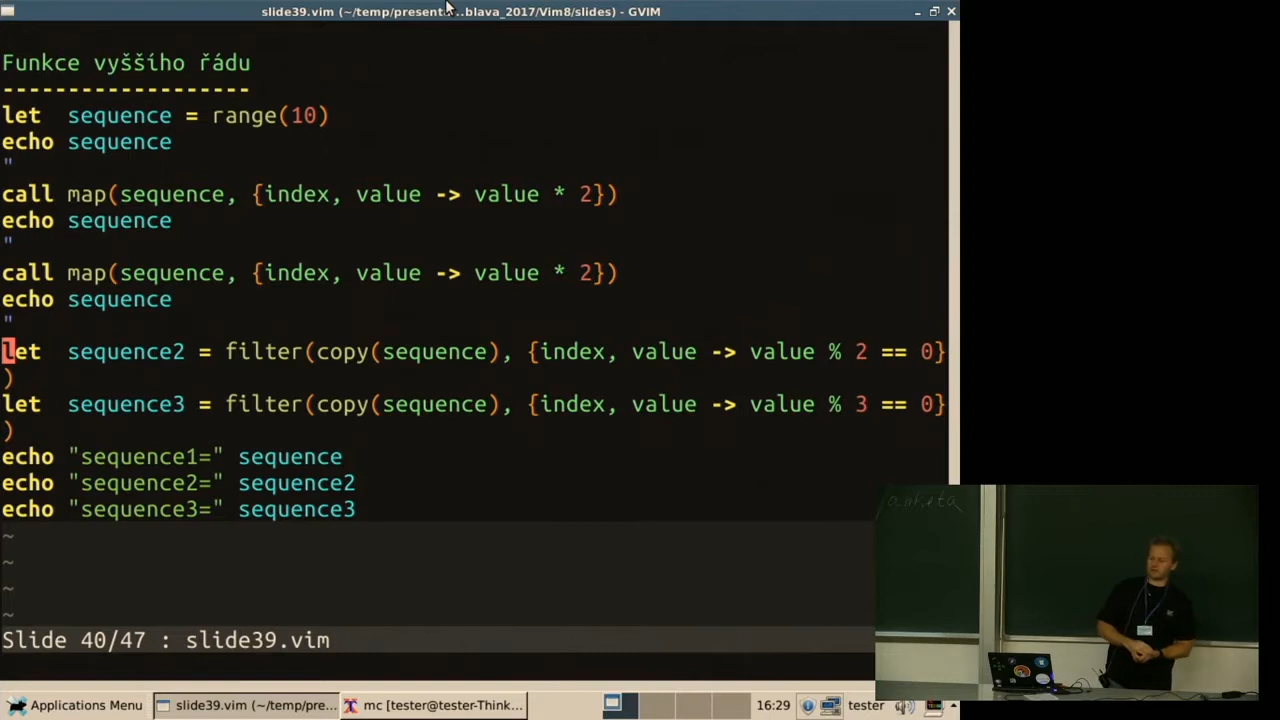 slide39.vim (~/temp/presenta..blava_2017/Vim8/slides) - GVIM
Funkce vyššího řádu
-------------------
let  sequence = range(10)
echo sequence
"
call map(sequence, {index, value -> value * 2})
echo sequence
"
call map(sequence, {index, value -> value * 2})
echo sequence
"
let  sequence2 = filter(copy(sequence), {index, value -> value % 2 == 0}
)
let  sequence3 = filter(copy(sequence), {index, value -> value % 3 == 0}
)
echo "sequence1=" sequence
echo "sequence2=" sequence2
echo "sequence3=" sequence3
~
~
~
~
Slide 40/47 : slide39.vim
anketa
Applications Menu
slide39.vim (~/temp/pre...
mc [tester@tester-Think...
16:29
tester